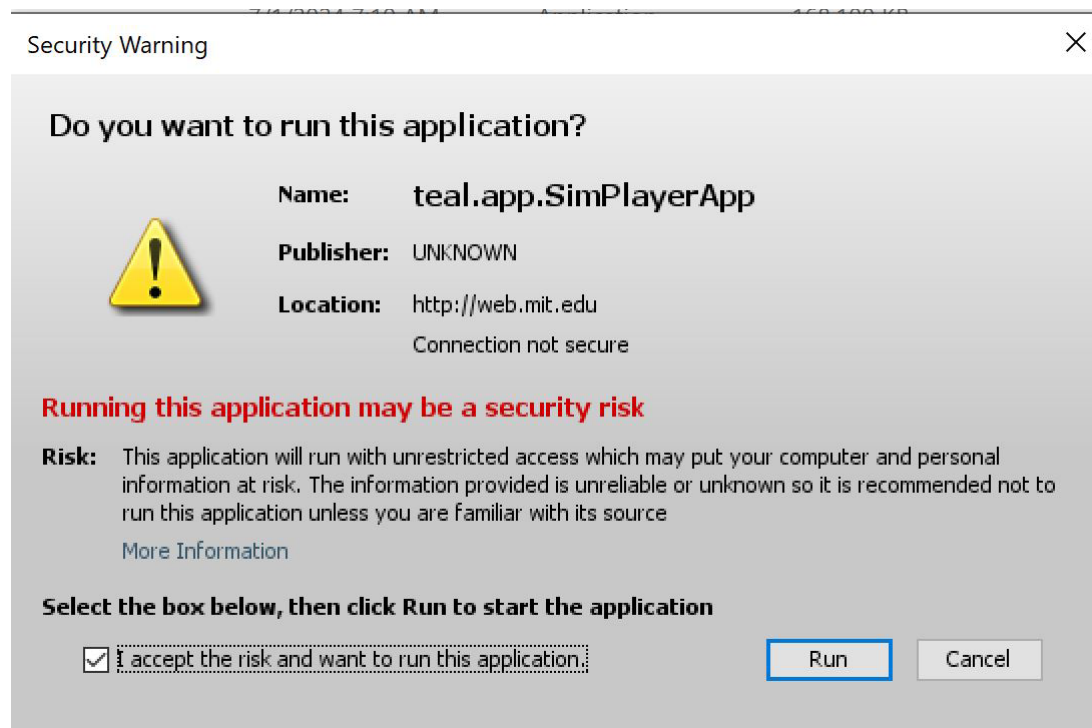 Security Warning
Do you want to run this application?
Name: teal.app.SimPlayerApp
Publisher: UNKNOWN
Location: http://web.mit.edu
Connection not secure
Running this application may be a security risk
Risk: This application will run with unrestricted access which may put your computer and personal
information at risk. The information provided is unreliable or unknown so it is recommended not to
run this application unless you are familiar with its source
More Information
Select the box below, then click Run to start the application
I accept the risk and want to run this application.
Run Cancel